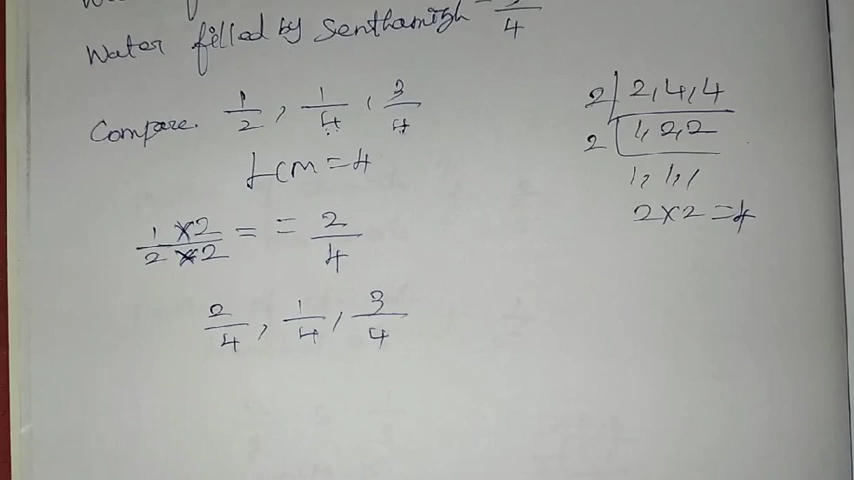 Water filled by Senthamizh = 3/4
Compare. 1/2, 1/4, 3/4
LCM = 4
1 × 2 / 2 × 2 = = 2/4
2/4, 1/4, 3/4
2 | 2, 4, 4
2 | 1, 2, 2
1, 1, 1
2 × 2 = 4